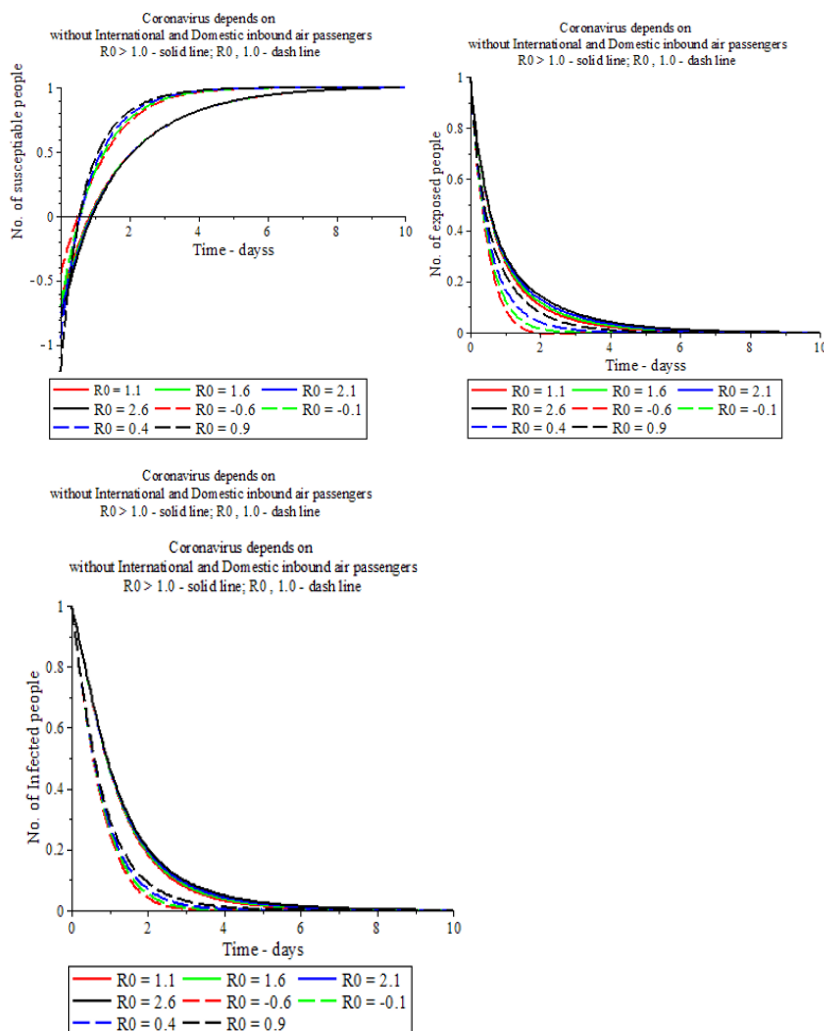 Coronavirus depends on
without International and Domestic inbound air passengers
R0 > 1.0 - solid line; R0 , 1.0 - dash line
No. of susceptiable people
1
0.5
0
-0.5
-1
2
4
6
8
10
Time - dayss
R0 = 1.1
R0 = 1.6
R0 = 2.1
R0 = 2.6
R0 = -0.6
R0 = -0.1
R0 = 0.4
R0 = 0.9
Coronavirus depends on
without International and Domestic inbound air passengers
R0 > 1.0 - solid line; R0 , 1.0 - dash line
No. of exposed people
1
0.8
0.6
0.4
0.2
0
0
2
4
6
8
10
Time - dayss
R0 = 1.1
R0 = 1.6
R0 = 2.1
R0 = 2.6
R0 = -0.6
R0 = -0.1
R0 = 0.4
R0 = 0.9
Coronavirus depends on
without International and Domestic inbound air passengers
R0 > 1.0 - solid line; R0 , 1.0 - dash line
Coronavirus depends on
without International and Domestic inbound air passengers
R0 > 1.0 - solid line; R0 , 1.0 - dash line
No. of Infected people
1
0.8
0.6
0.4
0.2
0
0
2
4
6
8
10
Time - days
R0 = 1.1
R0 = 1.6
R0 = 2.1
R0 = 2.6
R0 = -0.6
R0 = -0.1
R0 = 0.4
R0 = 0.9